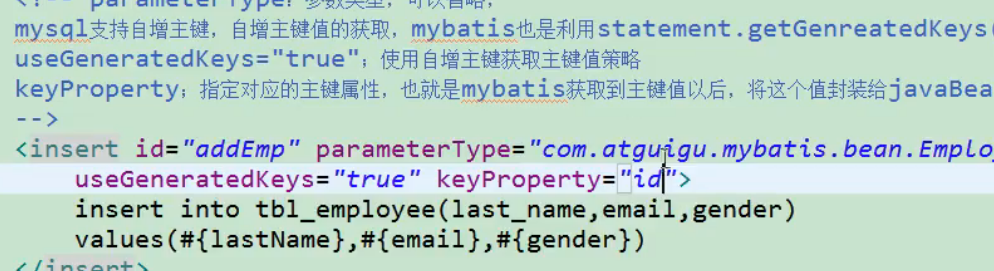 <!-- parameterType：参数类型，可以省略，
mysql支持自增主键，自增主键值的获取，mybatis也是利用statement.getGenreatedKeys(
useGeneratedKeys="true"；使用自增主键获取主键值策略
keyProperty；指定对应的主键属性，也就是mybatis获取到主键值以后，将这个值封装给javaBea
-->
<insert id="addEmp" parameterType="com.atguigu.mybatis.bean.Emplo
useGeneratedKeys="true" keyProperty="id">
insert into tbl_employee(last_name,email,gender)
values(#{lastName},#{email},#{gender})
</insert>